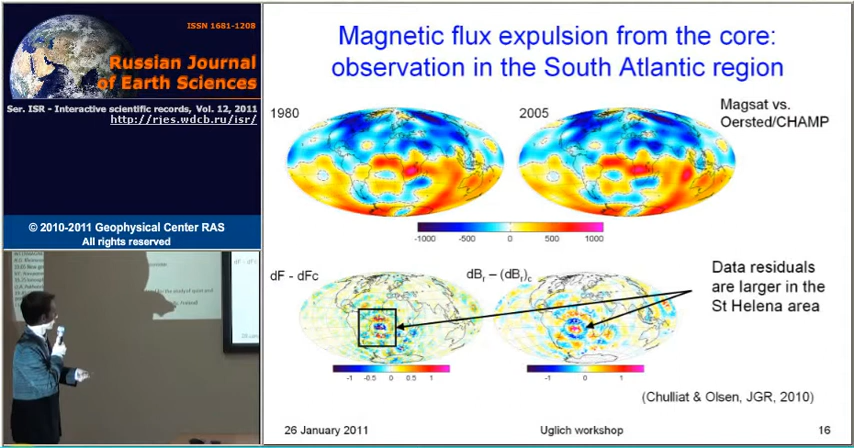 ISSN 1681-1208
Russian Journal
of Earth Sciences
Ser. ISR - Interactive scientific records, Vol. 12, 2011
http://rjes.wdcb.ru/isr/
© 2010-2011 Geophysical Center RAS
All rights reserved
Magnetic flux expulsion from the core:
observation in the South Atlantic region
1980
2005
Magsat vs.
Oersted/CHAMP
-1000 -500 0 500 1000
dF - dFc
dBr – (dBr)c
Data residuals
are larger in the
St Helena area
-1 -0.5 0 0.5 1
-1 0 1
(Chulliat & Olsen, JGR, 2010)
26 January 2011
Uglich workshop
16